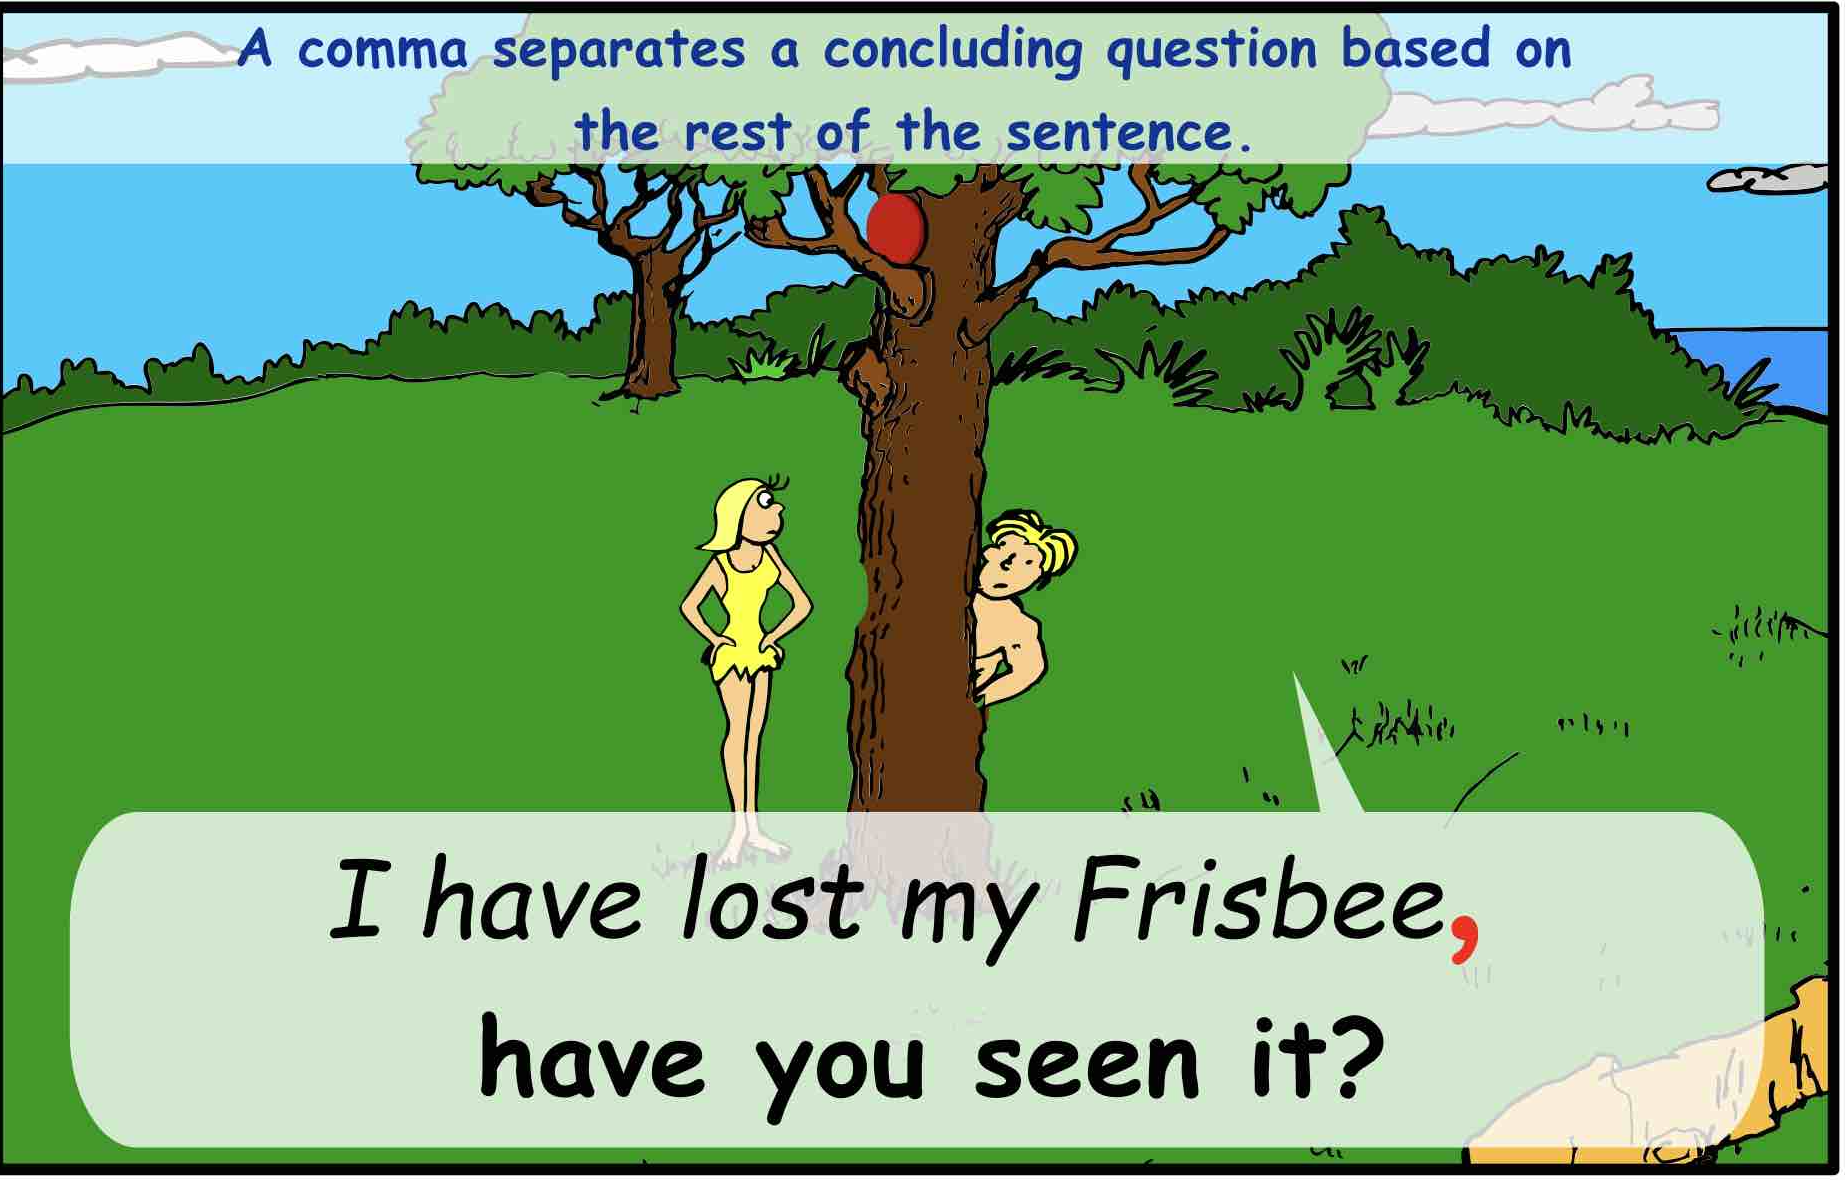 A comma separates a concluding question based on
the rest of the sentence.
I have lost my Frisbee,
have you seen it?